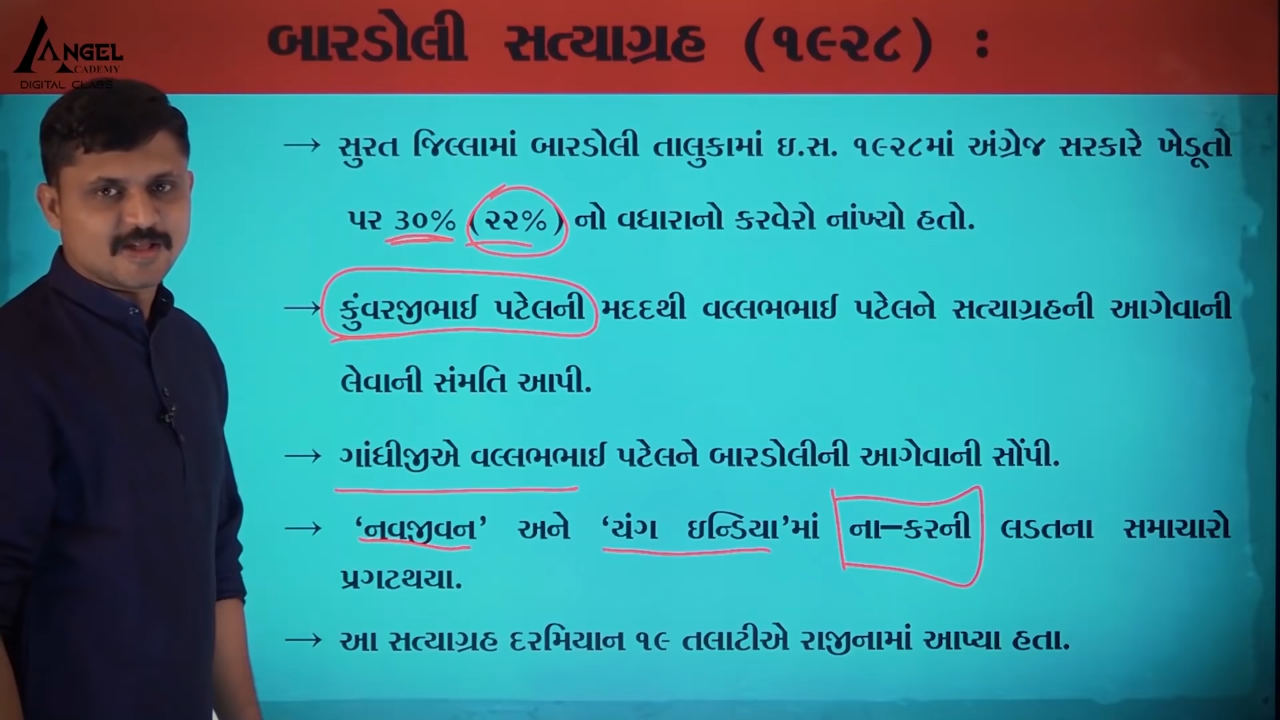 ANGEL
ACADEMY
DIGITAL CLASS
બારડોલી સત્યાગ્રહ (૧૯૨૮) :
→ સુરત જિલ્લામાં બારડોલી તાલુકામાં ઇ.સ. ૧૯૨૮માં અંગ્રેજ સરકારે ખેડૂતો
પર ૩૦% (૨૨%) નો વધારાનો કરવેરો નાંખ્યો હતો.
→ કુંવરજીભાઈ પટેલની મદદથી વલ્લભભાઈ પટેલને સત્યાગ્રહની આગેવાની
લેવાની સંમતિ આપી.
→ ગાંધીજીએ વલ્લભભાઈ પટેલને બારડોલીની આગેવાની સોંપી.
→ ‘નવજીવન’ અને ‘યંગ ઇન્ડિયા’માં ના–કરની લડતના સમાચારો
પ્રગટથયા.
→ આ સત્યાગ્રહ દરમિયાન ૧૯ તલાટીએ રાજીનામાં આપ્યા હતા.